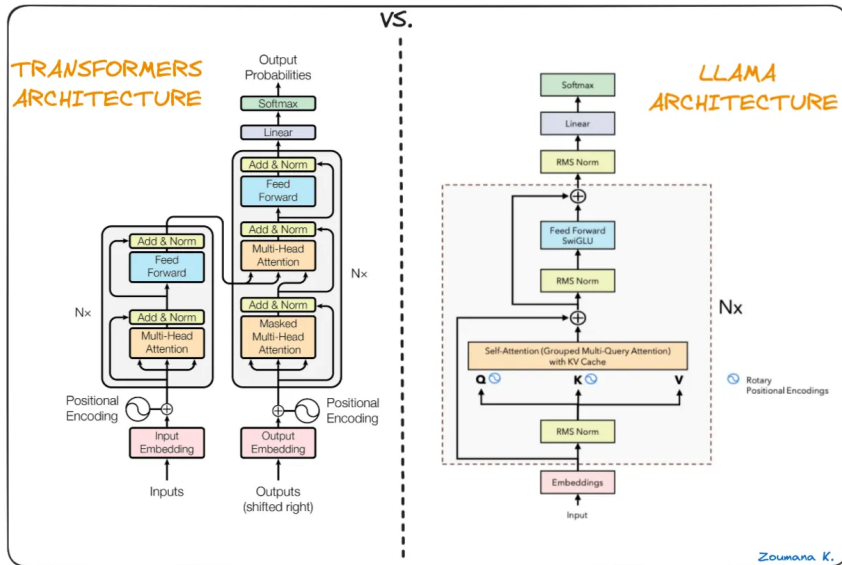 VS.
TRANSFORMERS
ARCHITECTURE
Output
Probabilities
Softmax
Linear
Add & Norm
Feed
Forward
Add & Norm
Multi-Head
Attention
Add & Norm
Masked
Multi-Head
Attention
Nx
Add & Norm
Feed
Forward
Add & Norm
Multi-Head
Attention
Nx
Positional
Encoding
Positional
Encoding
Input
Embedding
Output
Embedding
Inputs
Outputs
(shifted right)
LLAMA
ARCHITECTURE
Softmax
Linear
RMS Norm
Feed Forward
SwiGLU
RMS Norm
Nx
Self-Attention (Grouped Multi-Query Attention)
with KV Cache
Q K V
Rotary
Positional Encodings
RMS Norm
Embeddings
Input
Zoumana K.